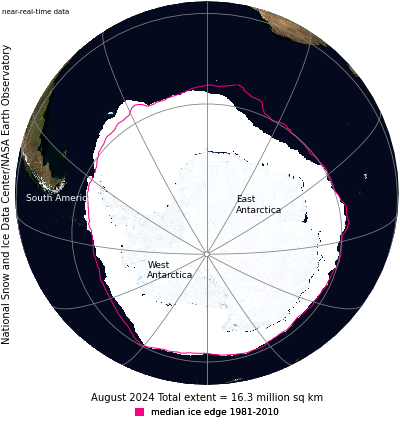 near-real-time data
National Snow and Ice Data Center/NASA Earth Observatory
South Americ
East
Antarctica
West
Antarctica
August 2024 Total extent = 16.3 million sq km
median ice edge 1981-2010